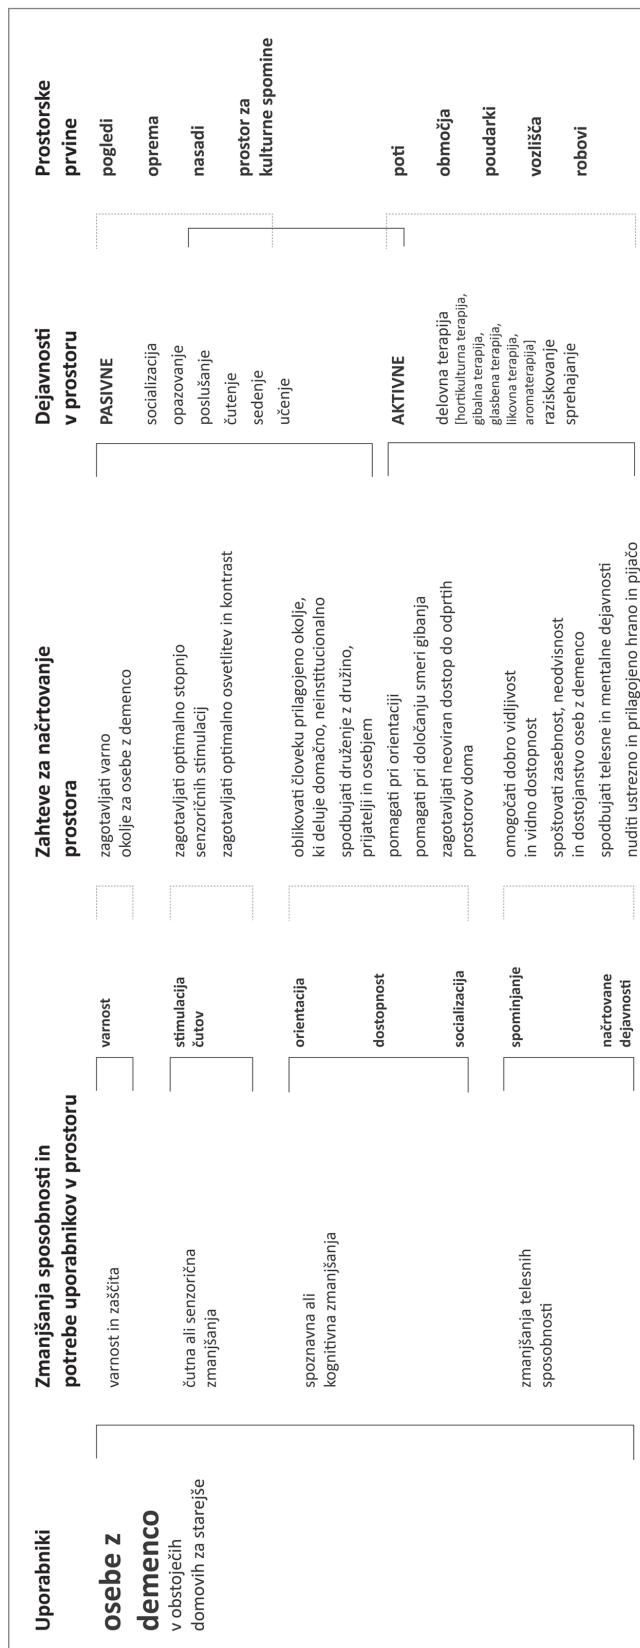 Uporabniki
osebe z
demenco
v obstoječih
domovih za starejše
Zmanjšanja sposobnosti in
potrebe uporabnikov v prostoru
varnost in zaščita
čutna ali senzorična
zmanjšanja
spoznavna ali
kognitivna zmanjšanja
zmanjšanja telesnih
sposobnosti
varnost
stimulacija
čutov
orientacija
dostopnost
socializacija
spominjanje
načrtovane
dejavnosti
Zahteve za načrtovanje
prostora
zagotavljati varno
okolje za osebe z demenco
zagotavljati optimalno stopnjo
senzoričnih stimulacij
zagotavljati optimalno osvetlitev in kontrast
oblikovati človeku prilagojeno okolje,
ki deluje domačno, neinstitucionalno
spodbujati druženje z družino,
prijatelji in osebjem
pomagati pri orientaciji
pomagati pri določanju smeri gibanja
zagotavljati neoviran dostop do odprtih
prostorov doma
omogočati dobro vidljivost
in vidno dostopnost
spoštovati zasebnost, neodvisnost
in dostojanstvo oseb z demenco
spodbujati telesne in mentalne dejavnosti
nuditi ustrezno in prilagojeno hrano in pijačo
Dejavnosti
v prostoru
PASIVNE
socializacija
opazovanje
poslušanje
čutenje
sedenje
učenje
AKTIVNE
delovna terapija
[hortikulturna terapija,
gibalna terapija,
glasbena terapija,
likovna terapija,
aromaterapija]
raziskovanje
sprehajanje
Prostorske
prvine
pogledi
oprema
nasadi
prostor za
kulturne spomine
poti
območja
poudarki
vozlišča
robovi